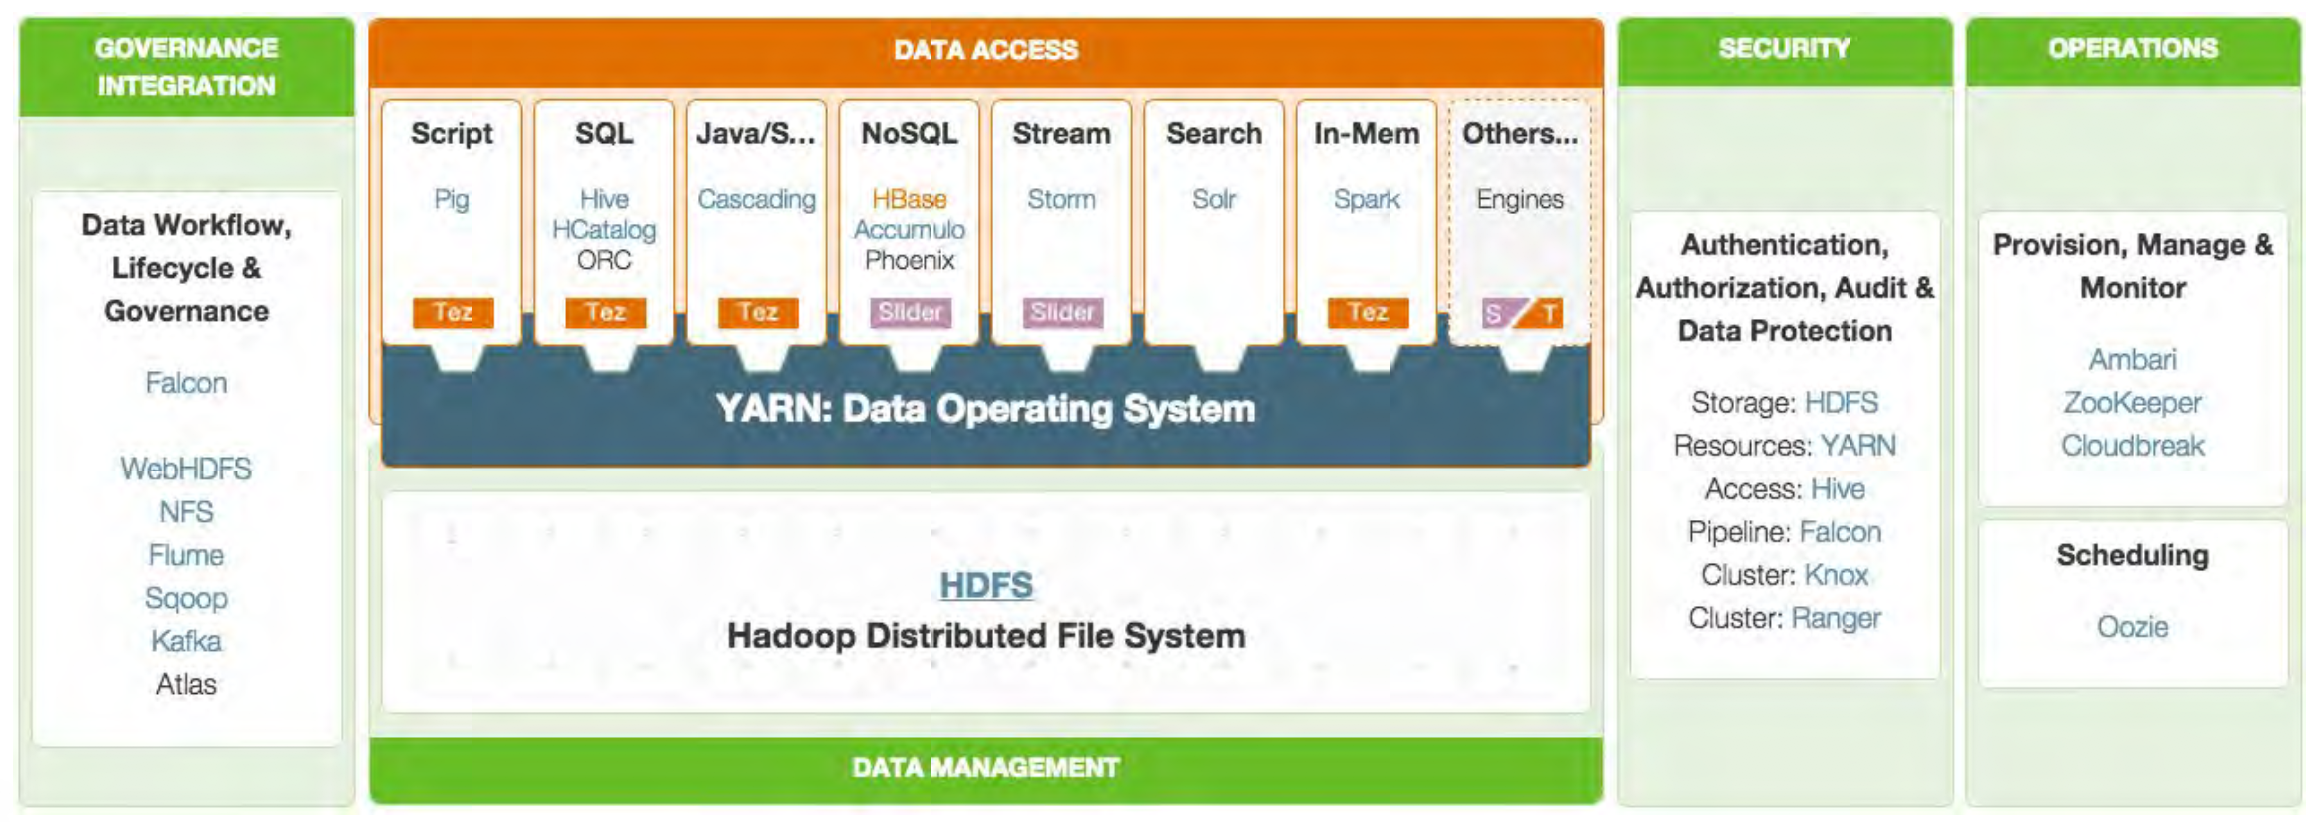 GOVERNANCE
INTEGRATION
Data Workflow,
Lifecycle &
Governance
Falcon
WebHDFS
NFS
Flume
Sqoop
Kafka
Atlas
DATA ACCESS
Script
Pig
Tez
SQL
Hive
HCatalog
ORC
Tez
Java/S...
Cascading
Tez
NoSQL
HBase
Accumulo
Phoenix
Slider
Stream
Storm
Slider
Search
Solr
In-Mem
Spark
Tez
Others...
Engines
S/T
YARN: Data Operating System
HDFS
Hadoop Distributed File System
DATA MANAGEMENT
SECURITY
Authentication,
Authorization, Audit &
Data Protection
Storage: HDFS
Resources: YARN
Access: Hive
Pipeline: Falcon
Cluster: Knox
Cluster: Ranger
OPERATIONS
Provision, Manage &
Monitor
Ambari
ZooKeeper
Cloudbreak
Scheduling
Oozie